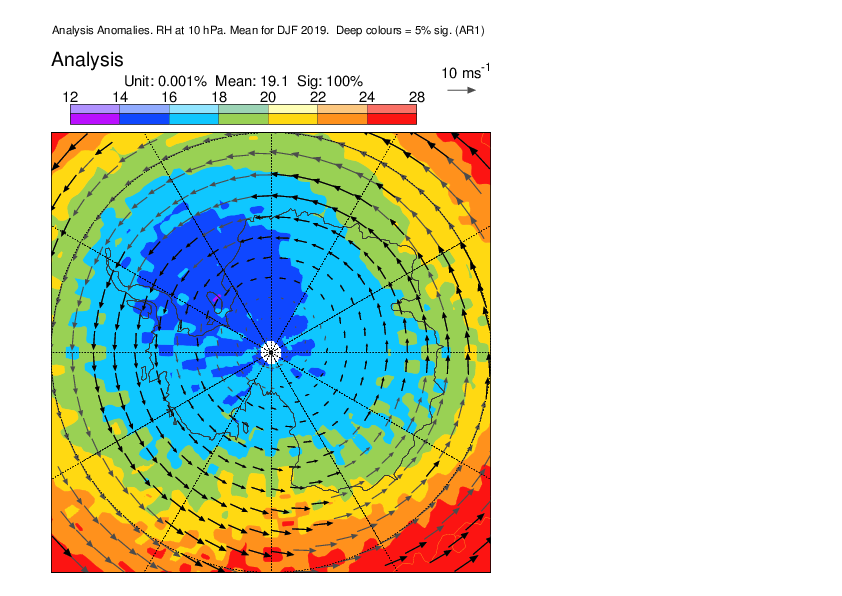 Analysis Anomalies. RH at 10 hPa. Mean for DJF 2019.  Deep colours = 5% sig. (AR1)
Analysis
10 ms-1
Unit: 0.001%  Mean: 19.1  Sig: 100%
12 14 16 18 20 22 24 28